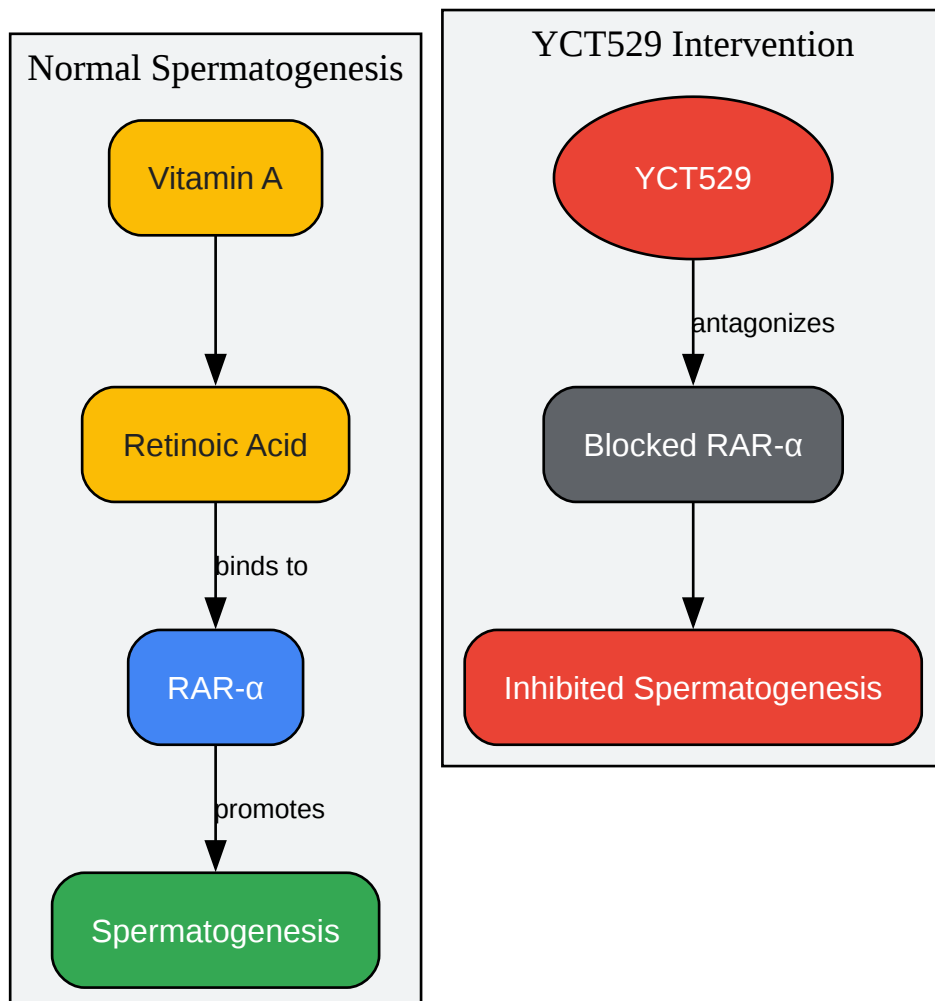 Normal Spermatogenesis
Vitamin A
Retinoic Acid
binds to
RAR-α
promotes
Spermatogenesis
YCT529 Intervention
YCT529
antagonizes
Blocked RAR-α
Inhibited Spermatogenesis